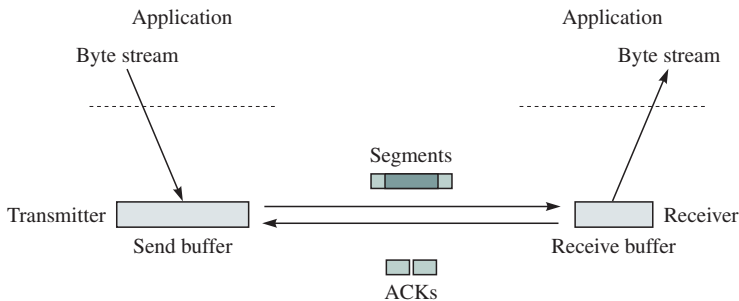 Application
Application
Byte stream
Byte stream
Segments
Transmitter
Receiver
Send buffer
Receive buffer
ACKs